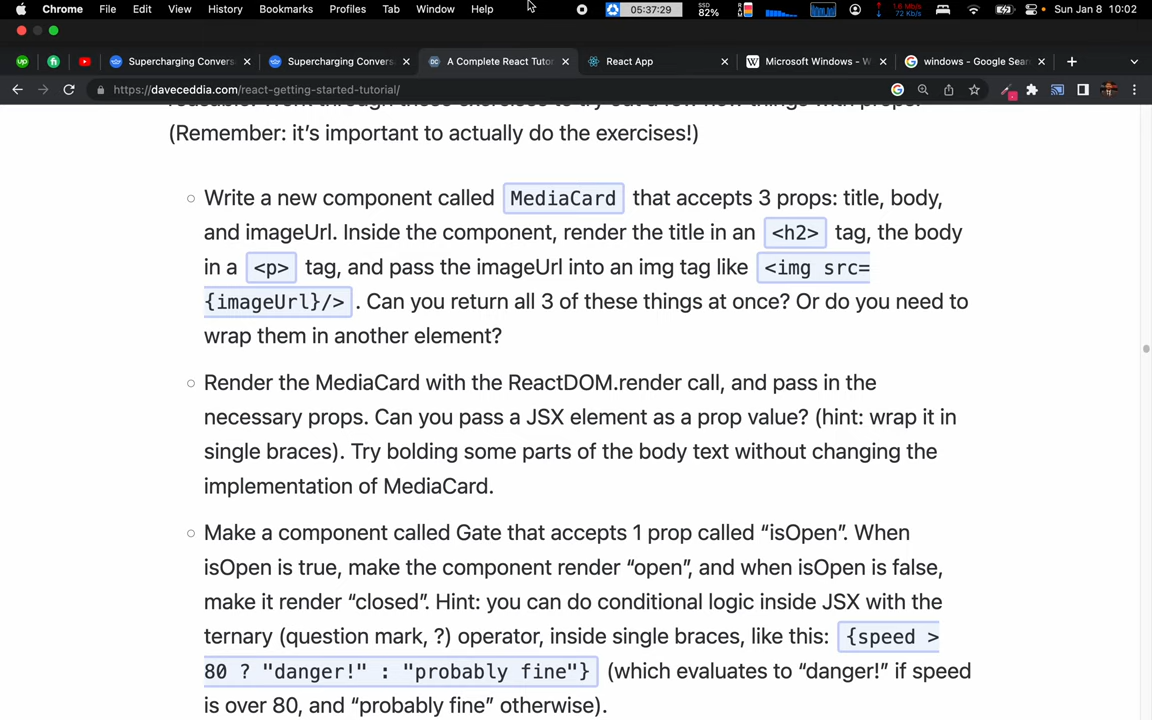 Chrome File Edit View History Bookmarks Profiles Tab Window Help 05:37:29 SSD 82% 1.6 Mb/s 72 Kb/s Sun Jan 8 10:02
Supercharging Conver: × Supercharging Conver: × A Complete React Tutor × React App × Microsoft Windows - W × windows - Google Sear ×
https://daveceddia.com/react-getting-started-tutorial/
(Remember: it's important to actually do the exercises!)
Write a new component called MediaCard that accepts 3 props: title, body,
and imageUrl. Inside the component, render the title in an <h2> tag, the body
in a <p> tag, and pass the imageUrl into an img tag like <img src=
{imageUrl}/> . Can you return all 3 of these things at once? Or do you need to
wrap them in another element?
Render the MediaCard with the ReactDOM.render call, and pass in the
necessary props. Can you pass a JSX element as a prop value? (hint: wrap it in
single braces). Try bolding some parts of the body text without changing the
implementation of MediaCard.
Make a component called Gate that accepts 1 prop called “isOpen”. When
isOpen is true, make the component render “open”, and when isOpen is false,
make it render “closed”. Hint: you can do conditional logic inside JSX with the
ternary (question mark, ?) operator, inside single braces, like this: {speed >
80 ? "danger!" : "probably fine"} (which evaluates to “danger!” if speed
is over 80, and “probably fine” otherwise).